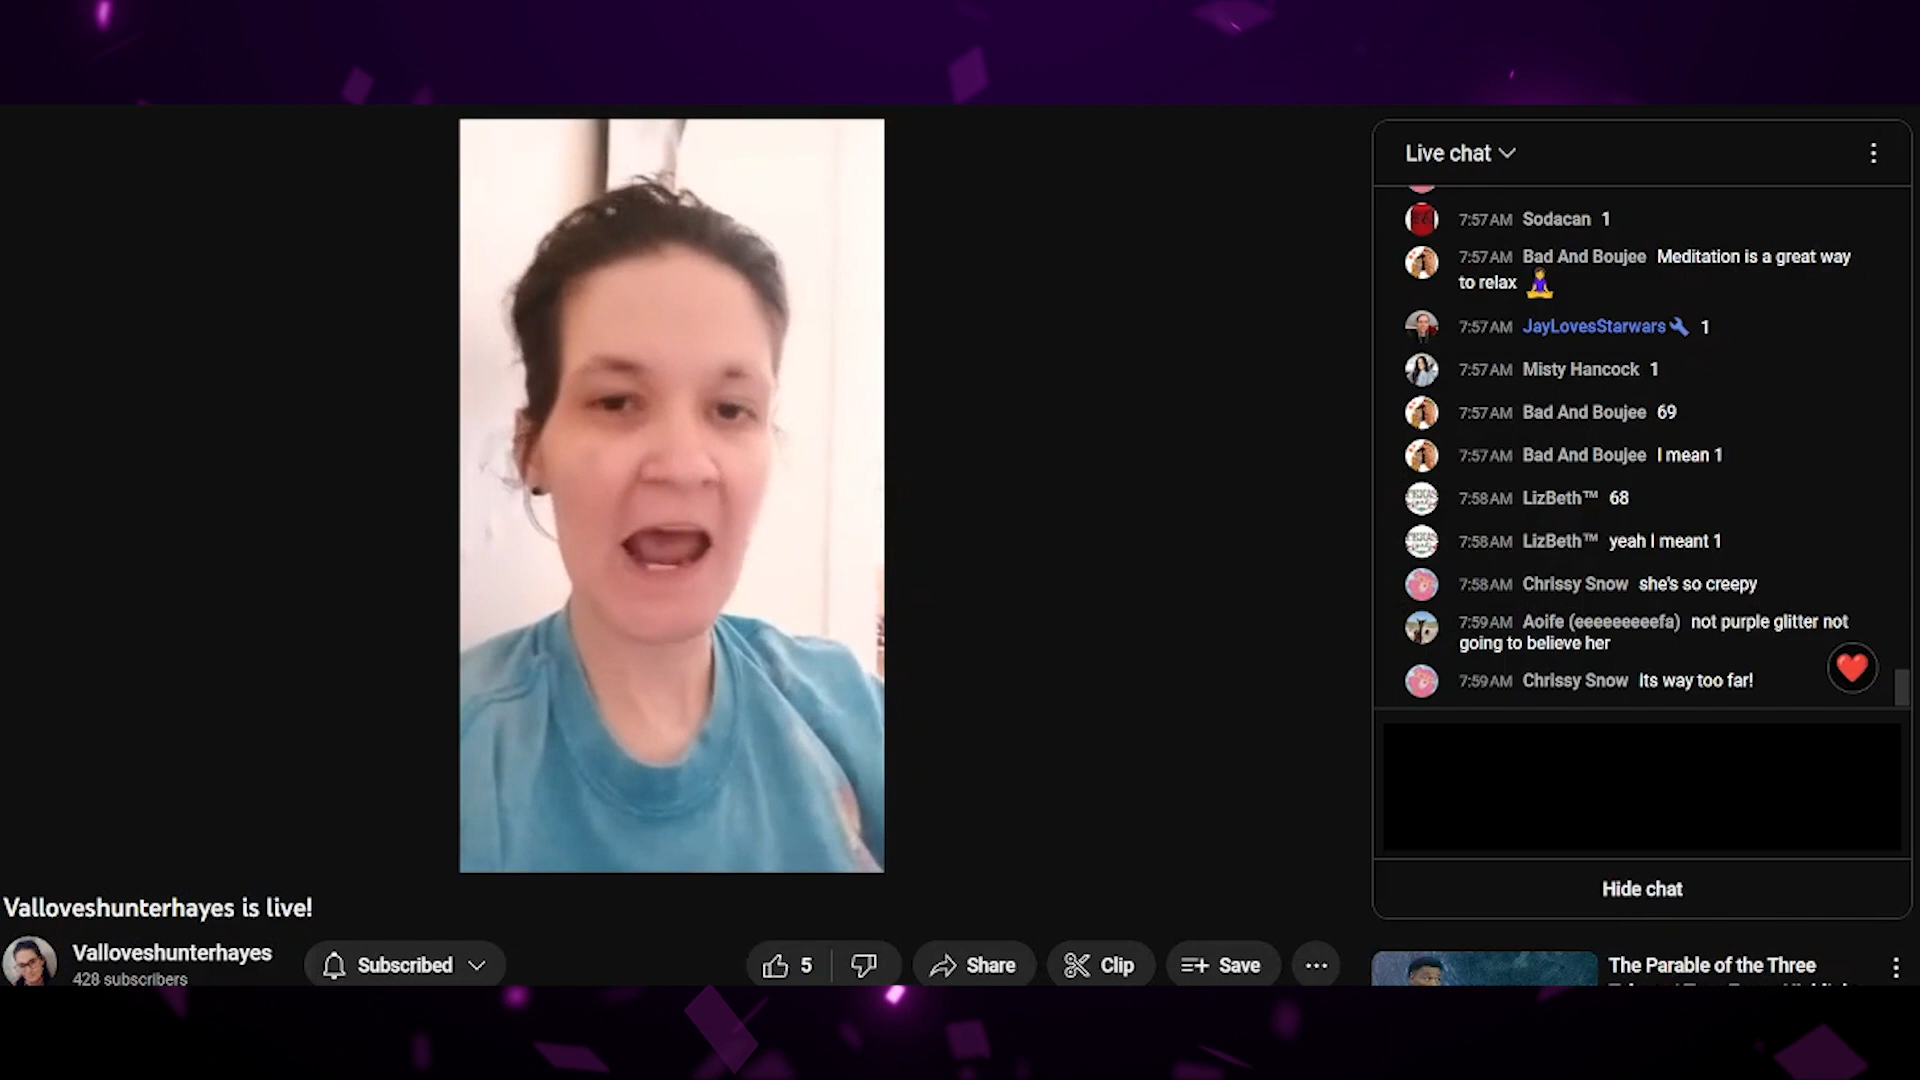 Live chat
7:57 AM Sodacan 1
7:57 AM Bad And Boujee Meditation is a great way
to relax
7:57 AM JayLovesStarwars 1
7:57 AM Misty Hancock 1
7:57 AM Bad And Boujee 69
7:57 AM Bad And Boujee I mean 1
7:58 AM LizBeth™ 68
7:58 AM LizBeth™ yeah I meant 1
7:58 AM Chrissy Snow she's so creepy
7:59 AM Aoife (eeeeeeeeefa) not purple glitter not
going to believe her
7:59 AM Chrissy Snow Its way too far!
Hide chat
Valloveshunterhayes is live!
Valloveshunterhayes
428 subscribers
Subscribed
5
Share
Clip
Save
The Parable of the Three